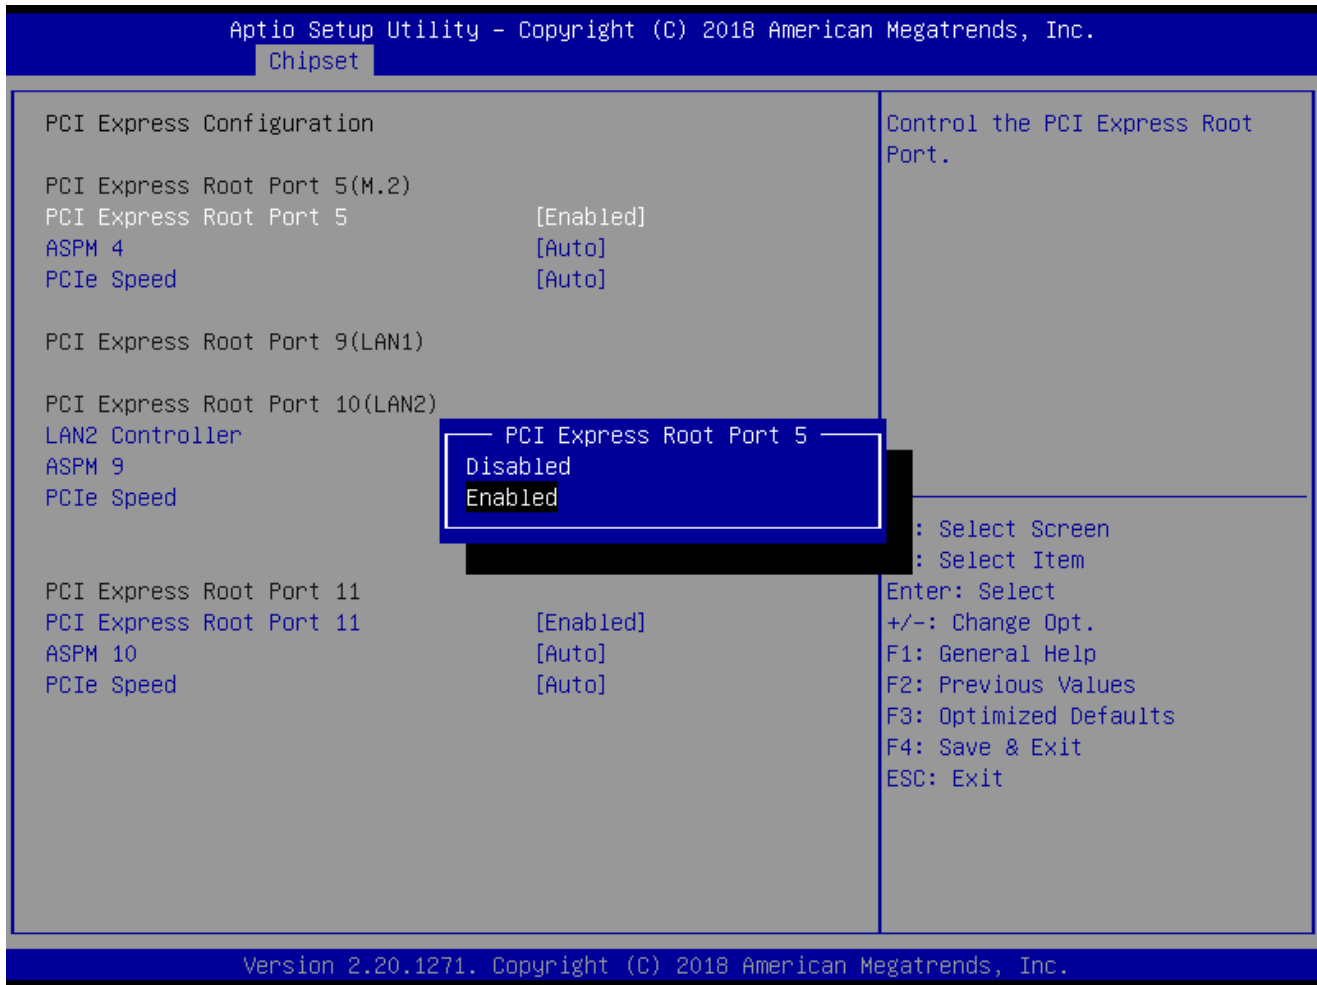 Aptio Setup Utility – Copyright (C) 2018 American Megatrends, Inc.
Chipset
PCI Express Configuration
PCI Express Root Port 5(M.2)
PCI Express Root Port 5 [Enabled]
ASPM 4 [Auto]
PCIe Speed [Auto]
PCI Express Root Port 9(LAN1)
PCI Express Root Port 10(LAN2)
LAN2 Controller
ASPM 9
PCIe Speed
PCI Express Root Port 5
Disabled
Enabled
PCI Express Root Port 11
PCI Express Root Port 11 [Enabled]
ASPM 10 [Auto]
PCIe Speed [Auto]
Control the PCI Express Root
Port.
: Select Screen
: Select Item
Enter: Select
+/-: Change Opt.
F1: General Help
F2: Previous Values
F3: Optimized Defaults
F4: Save & Exit
ESC: Exit
Version 2.20.1271. Copyright (C) 2018 American Megatrends, Inc.